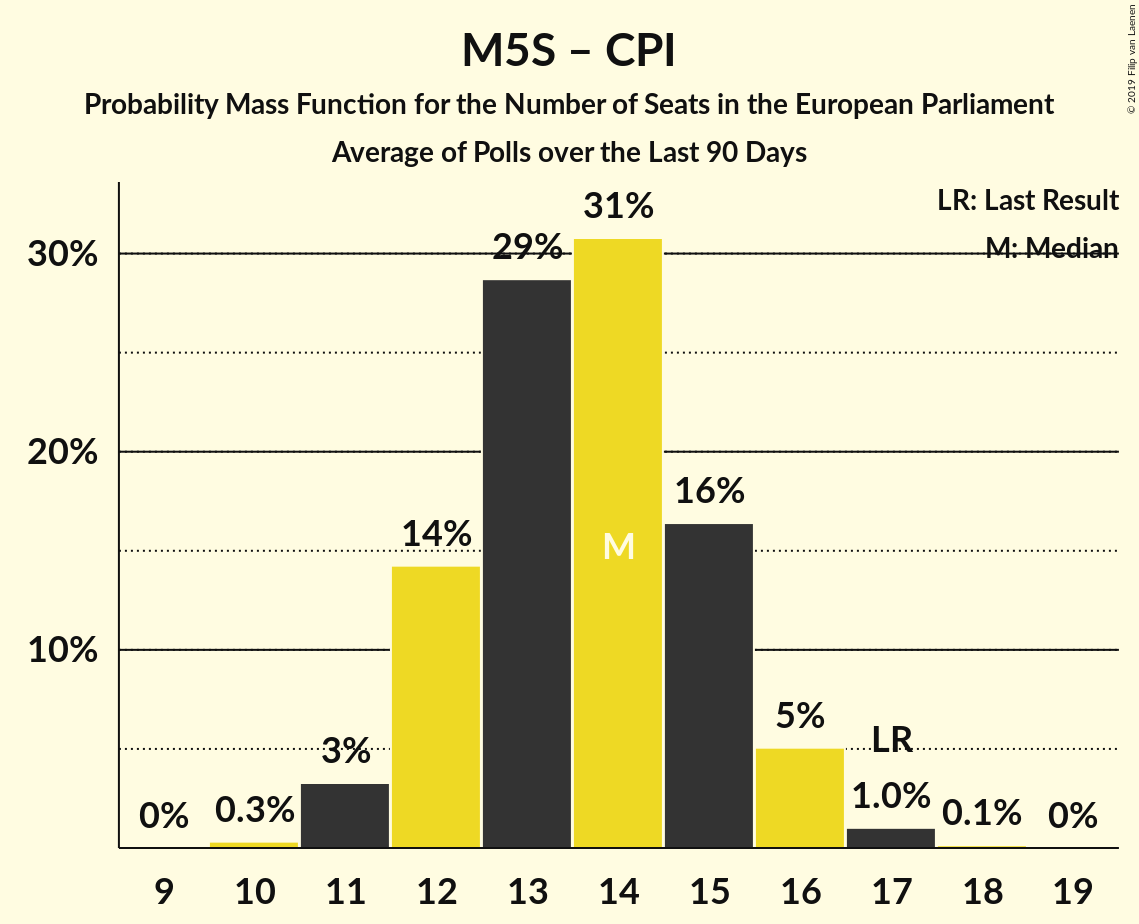 M5S – CPI
Probability Mass Function for the Number of Seats in the European Parliament
Average of Polls over the Last 90 Days
© 2019 Filip van Laenen
LR: Last Result
M: Median
30%
20%
10%
0%
0.3%
3%
14%
29%
31%
M
16%
5%
LR
1.0%
0.1%
0%
9 10 11 12 13 14 15 16 17 18 19